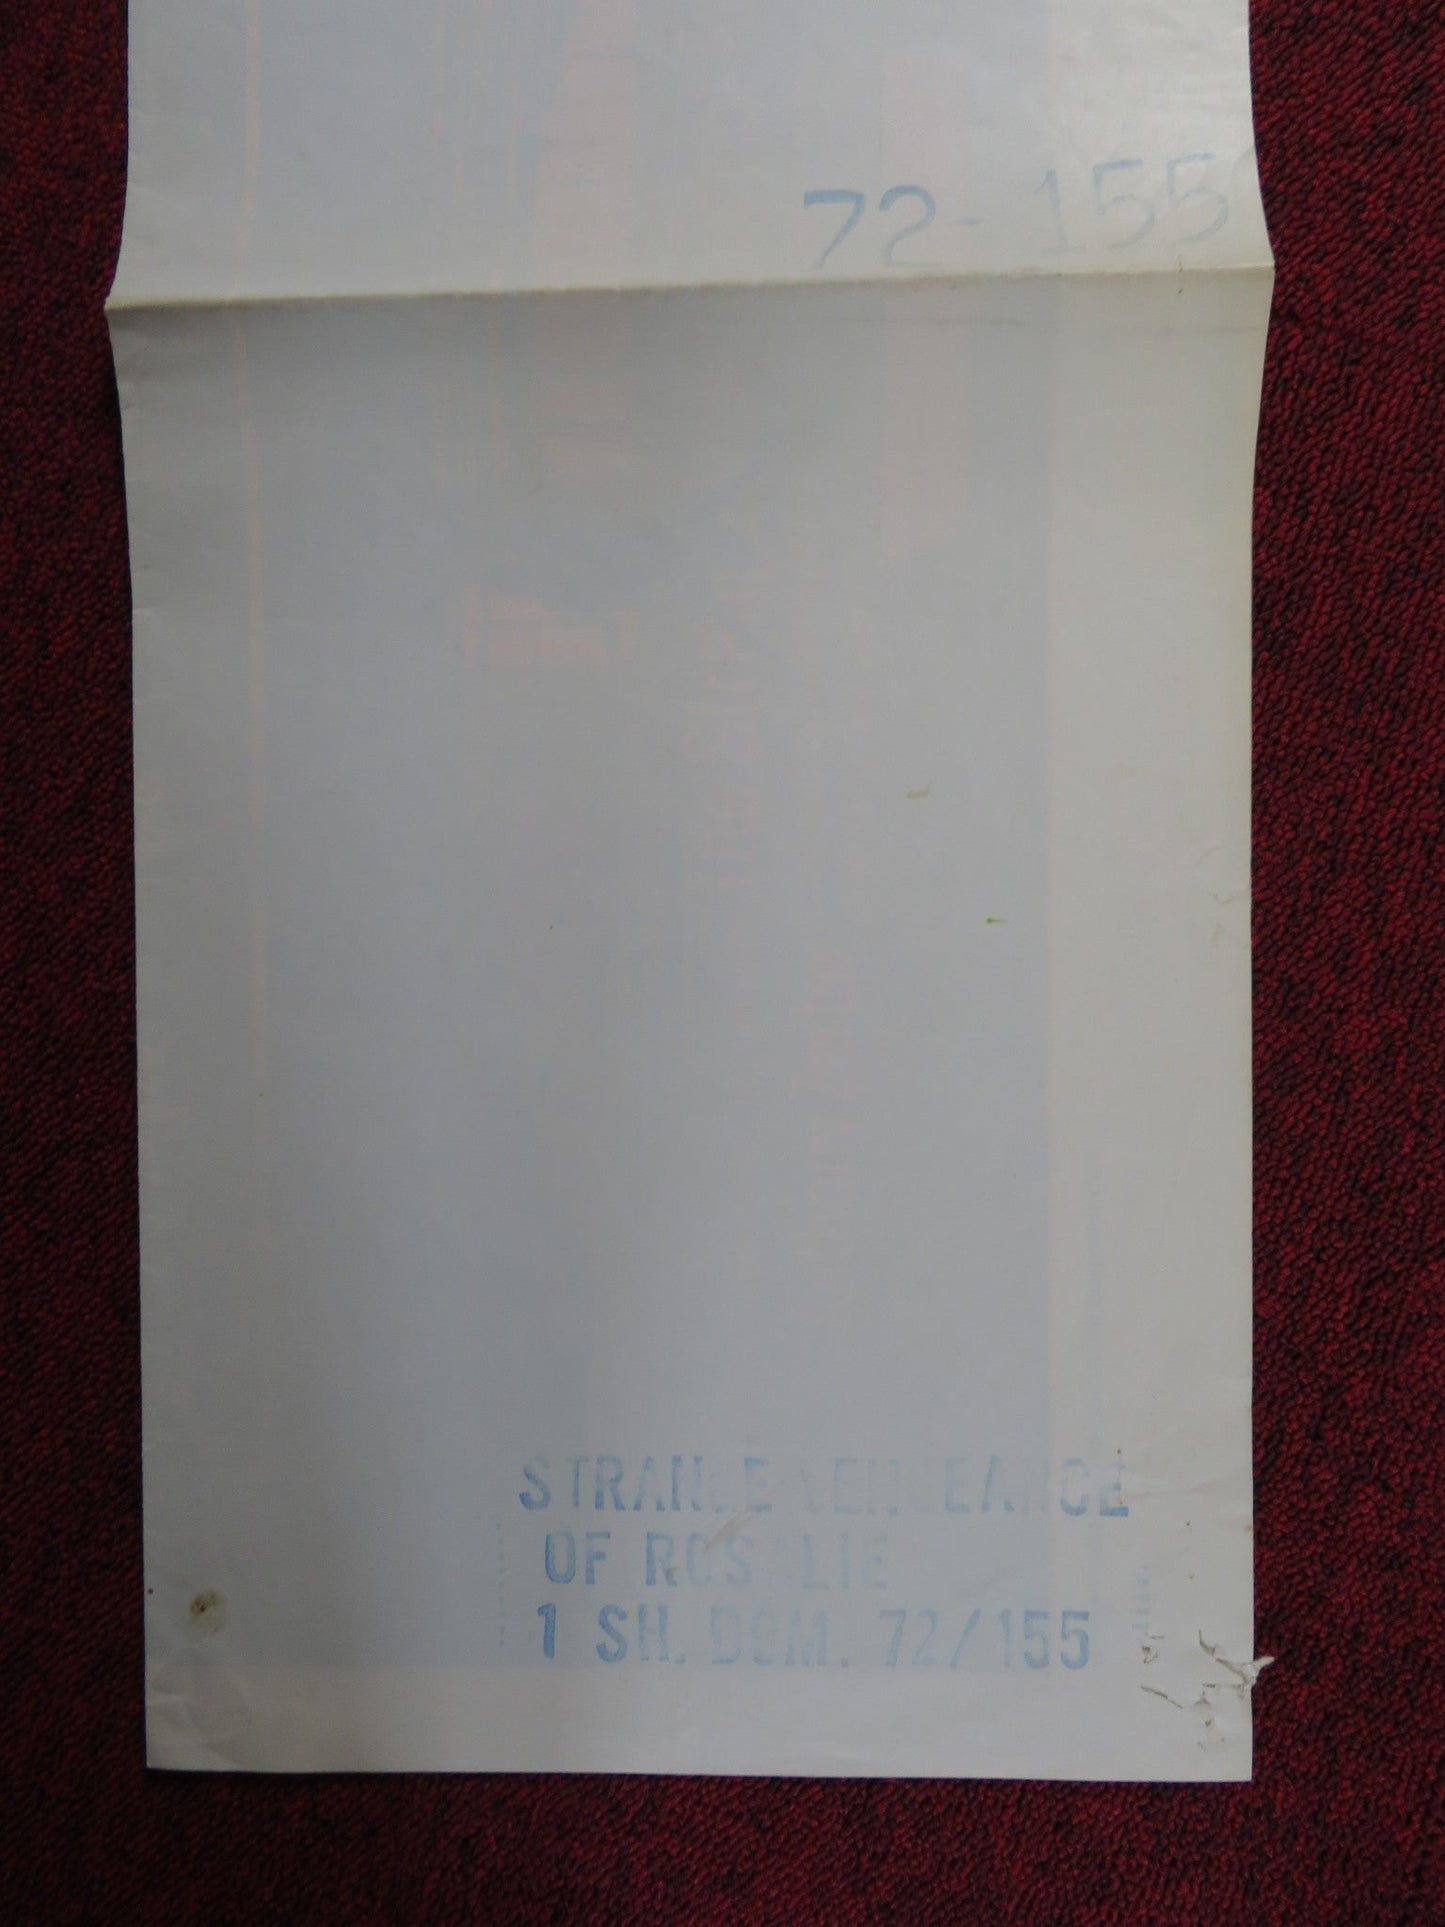 72-155
STRANGE VENGEANCE
OF ROSALIE
1 SH. DOM. 72/155